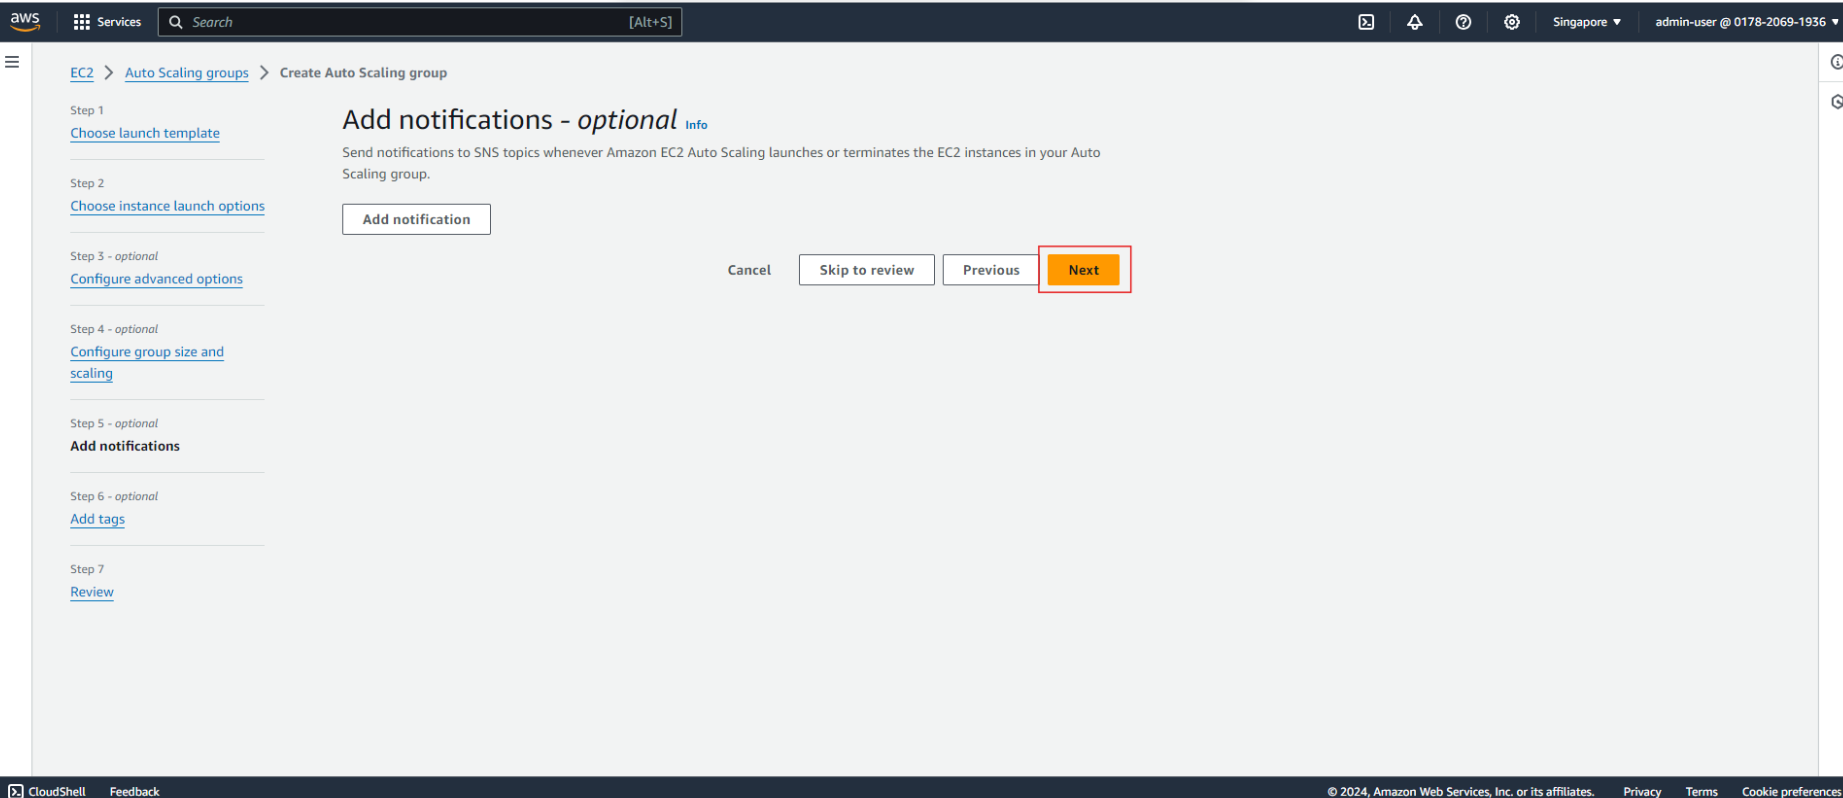 aws
Services
Search
[Alt+S]
Singapore
admin-user @ 0178-2069-1936
EC2
Auto Scaling groups
Create Auto Scaling group
Step 1
Choose launch template
Step 2
Choose instance launch options
Step 3 - optional
Configure advanced options
Step 4 - optional
Configure group size and
scaling
Step 5 - optional
Add notifications
Step 6 - optional
Add tags
Step 7
Review
Add notifications - optional Info
Send notifications to SNS topics whenever Amazon EC2 Auto Scaling launches or terminates the EC2 instances in your Auto
Scaling group.
Add notification
Cancel
Skip to review
Previous
Next
CloudShell
Feedback
© 2024, Amazon Web Services, Inc. or its affiliates.
Privacy
Terms
Cookie preferences